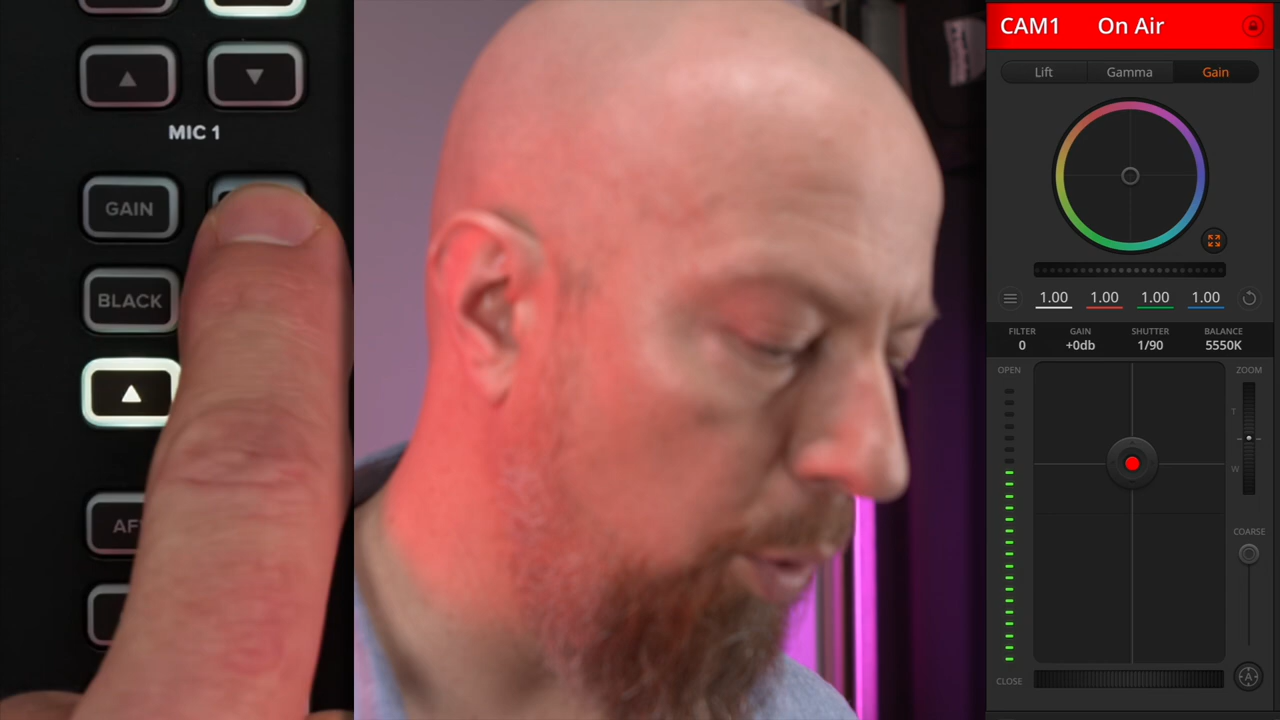 MIC 1
GAIN
BLACK
AF
CAM1 On Air
Lift Gamma Gain
1.00 1.00 1.00 1.00
FILTER GAIN SHUTTER BALANCE
0 +0db 1/90 5550K
OPEN ZOOM
T
W
COARSE
CLOSE A